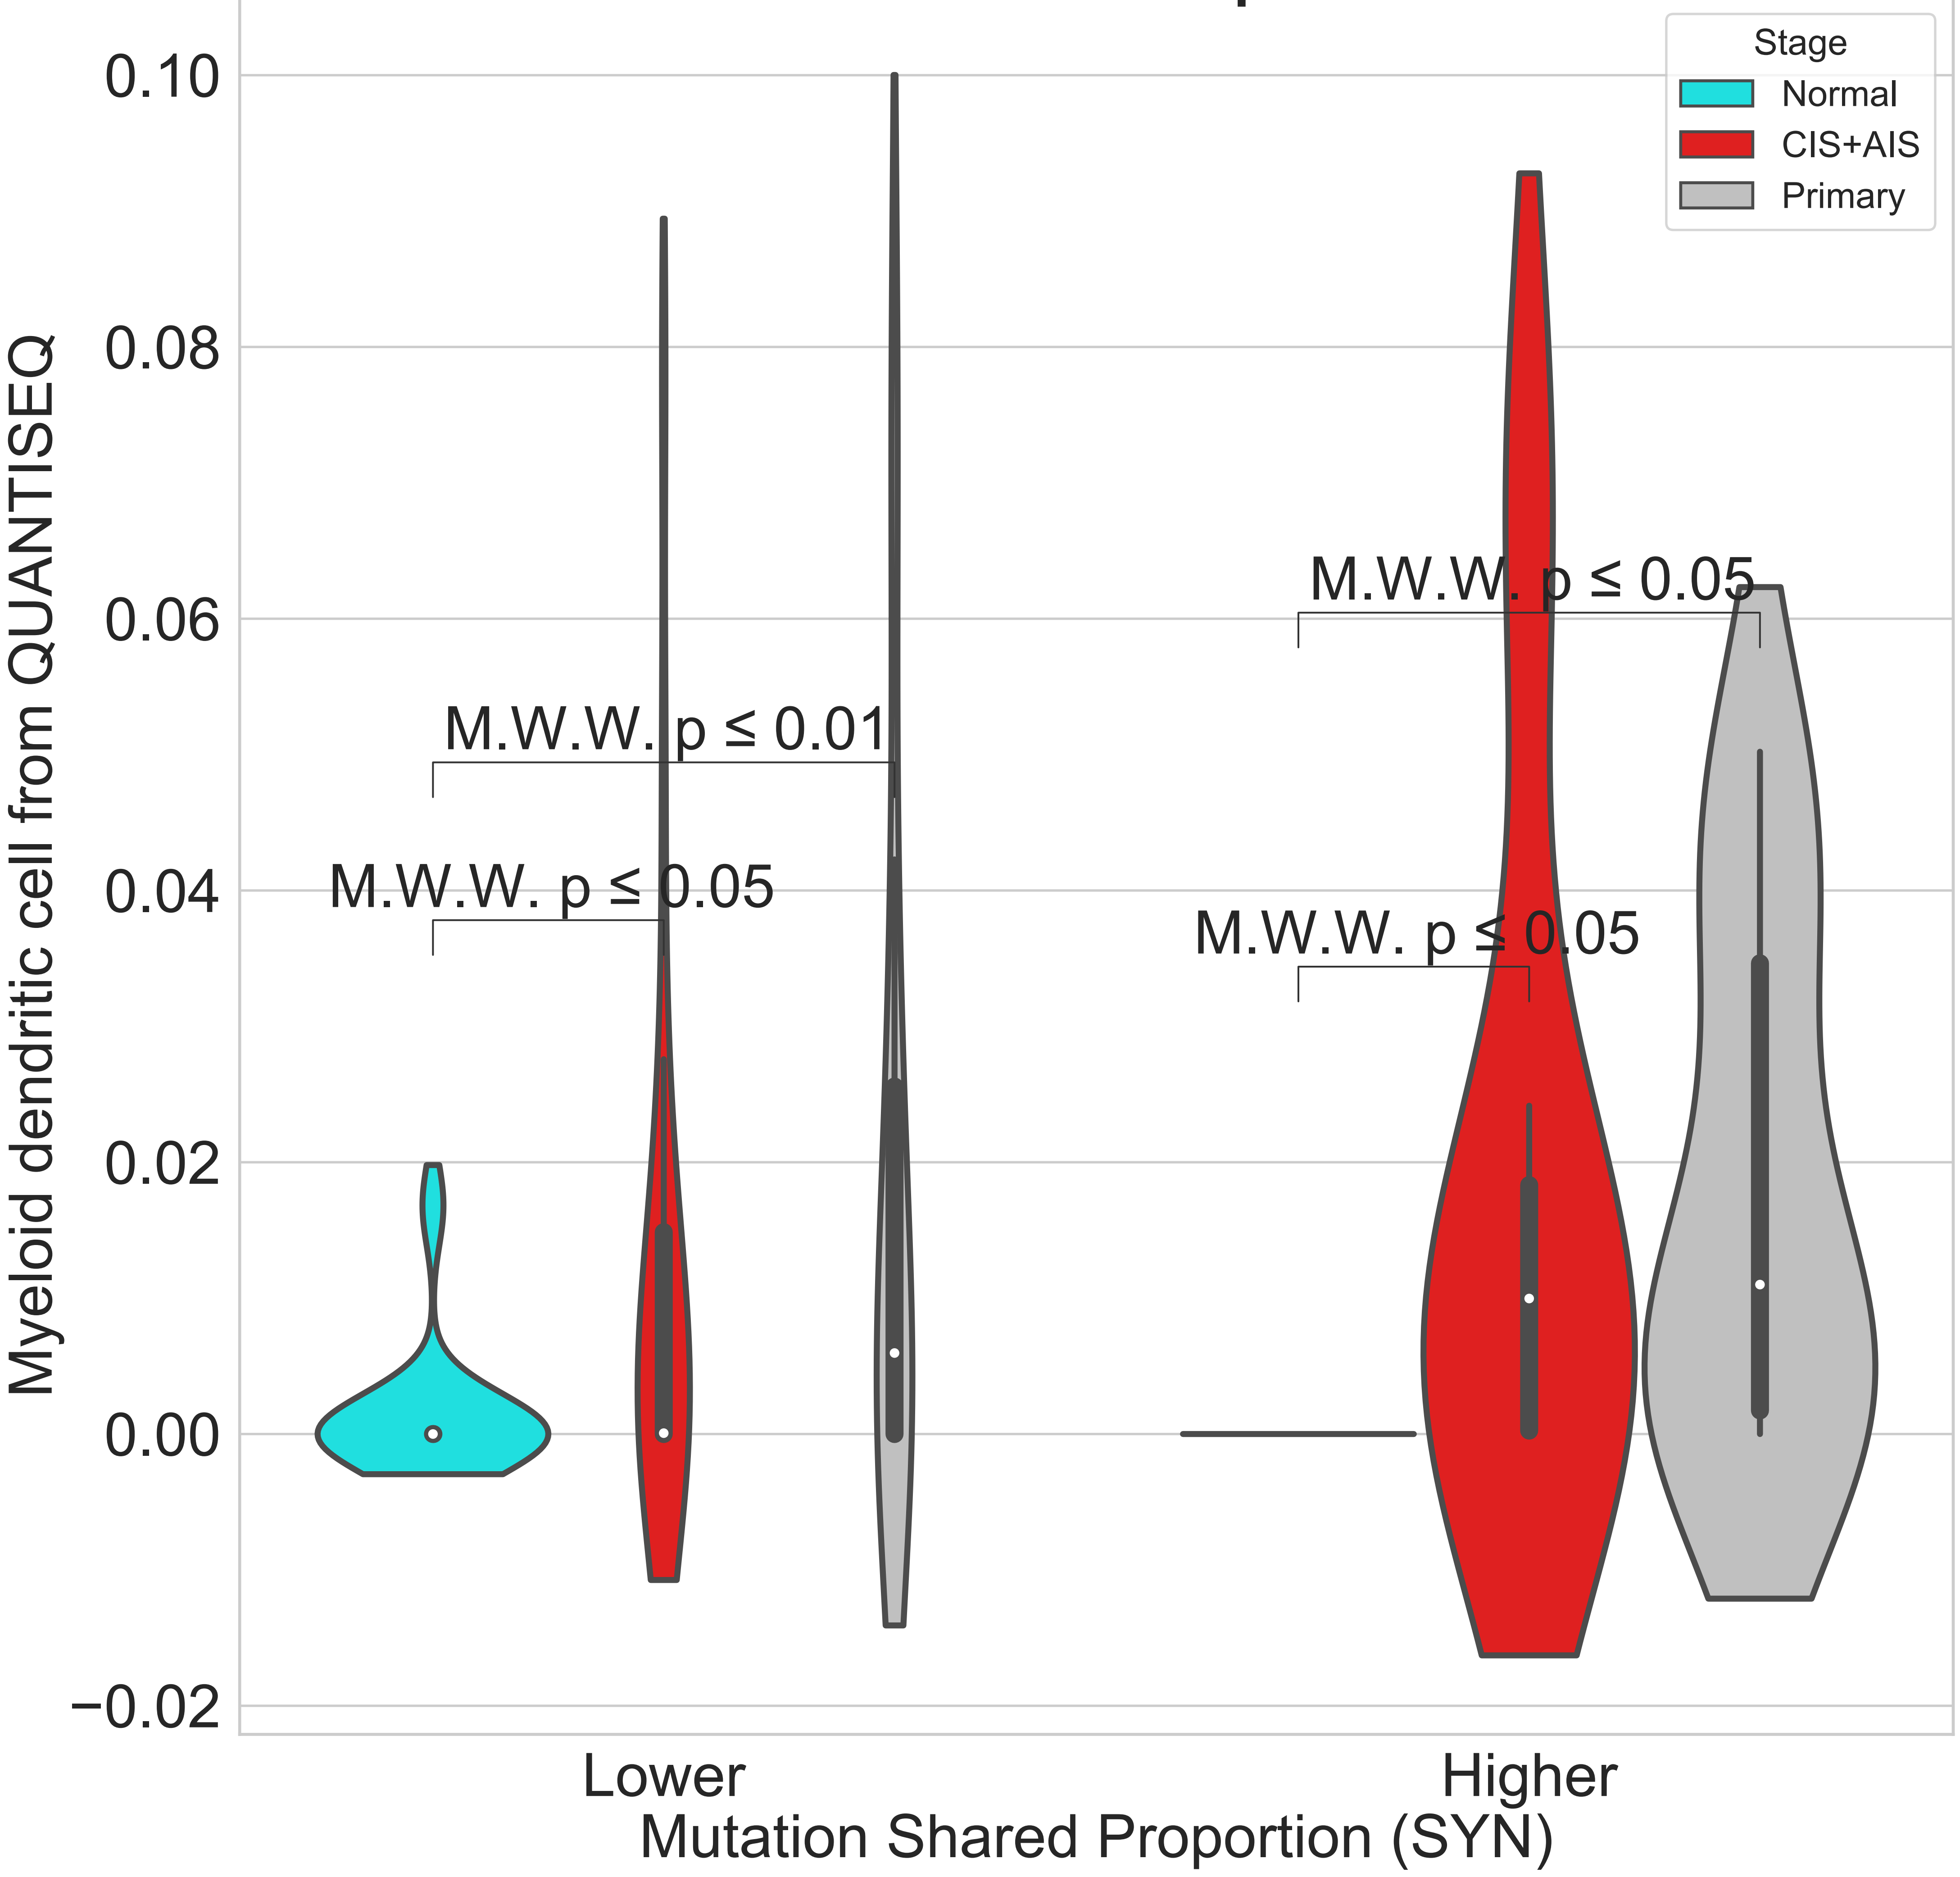 Stage
Normal
CIS+AIS
Primary
0.10
0.08
0.06
0.04
0.02
0.00
−0.02
Myeloid dendritic cell from QUANTISEQ
M.W.W. p ≤ 0.05
M.W.W. p ≤ 0.01
M.W.W. p ≤ 0.05
M.W.W. p ≤ 0.05
Lower
Higher
Mutation Shared Proportion (SYN)